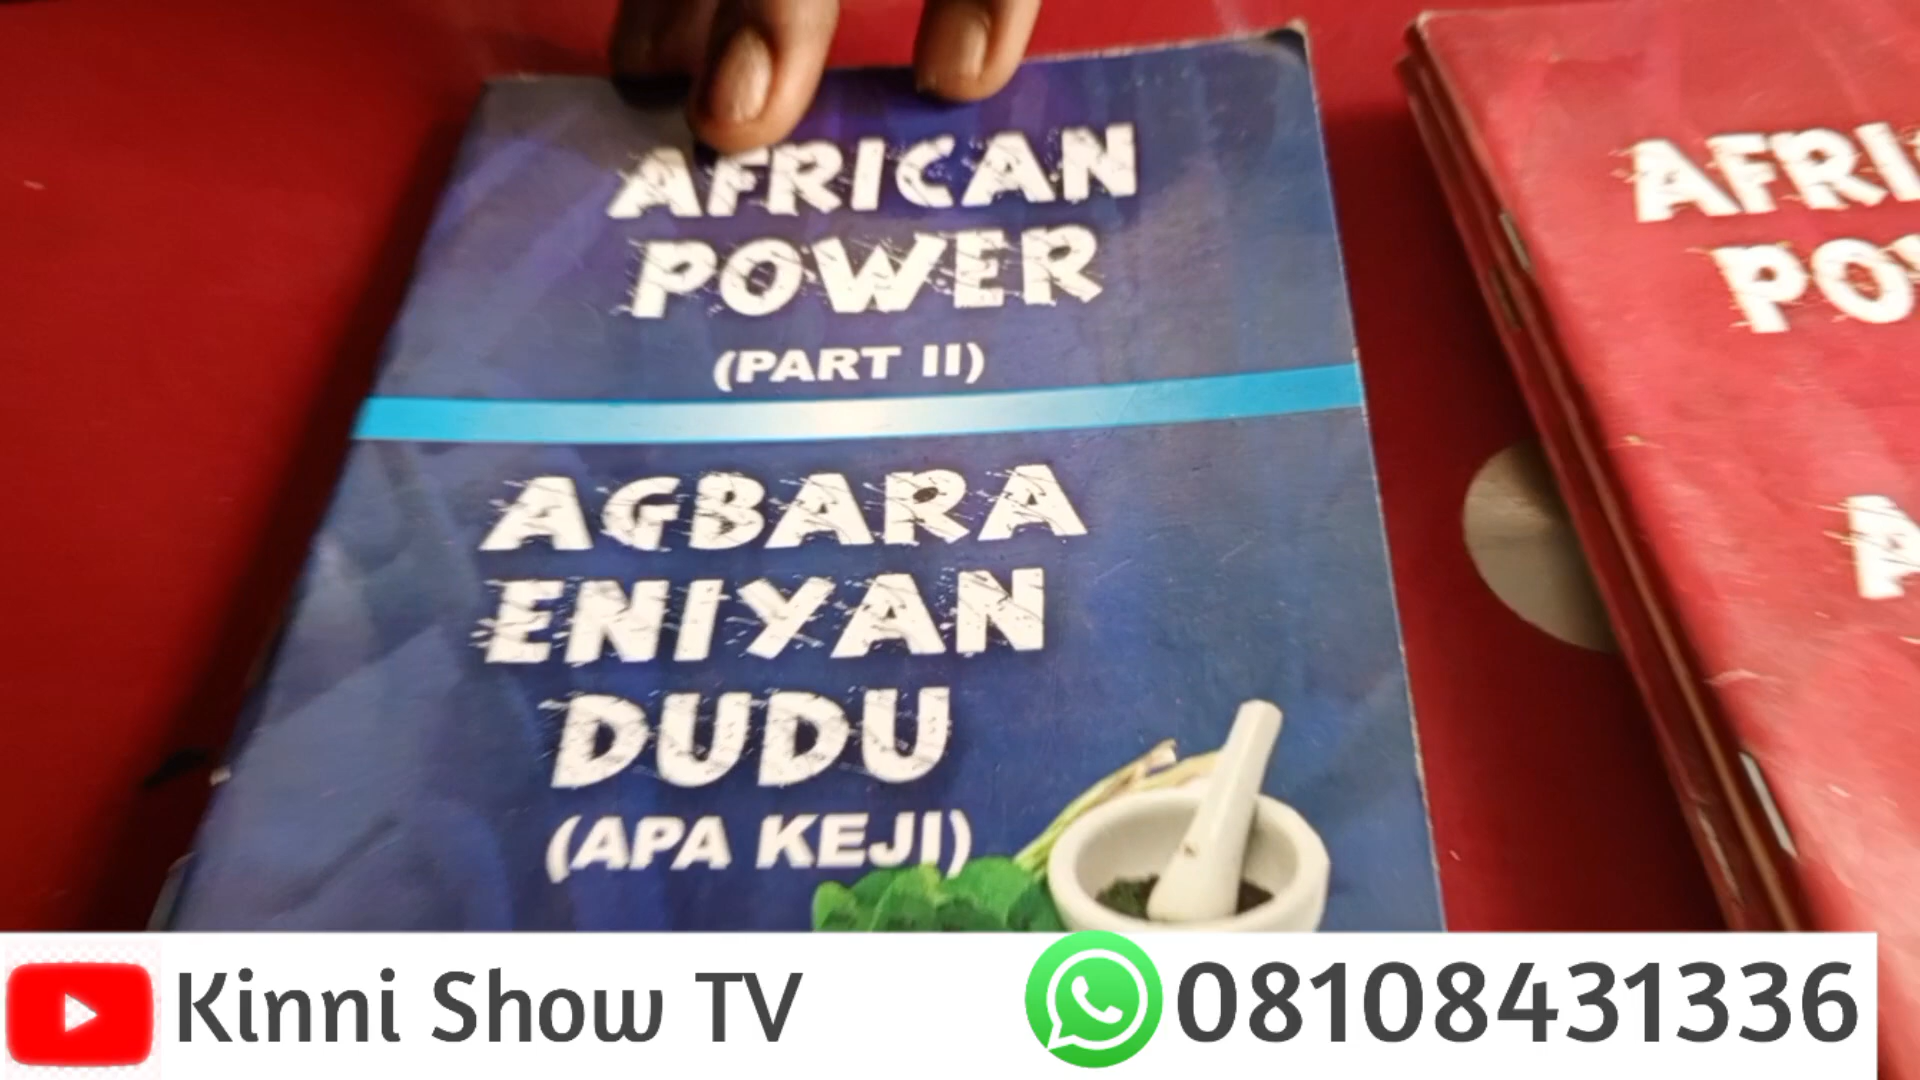 AFRICAN
POWER
(PART II)
AGBARA
ENIYAN
DUDU
(APA KEJI)
Kinni Show TV
08108431336